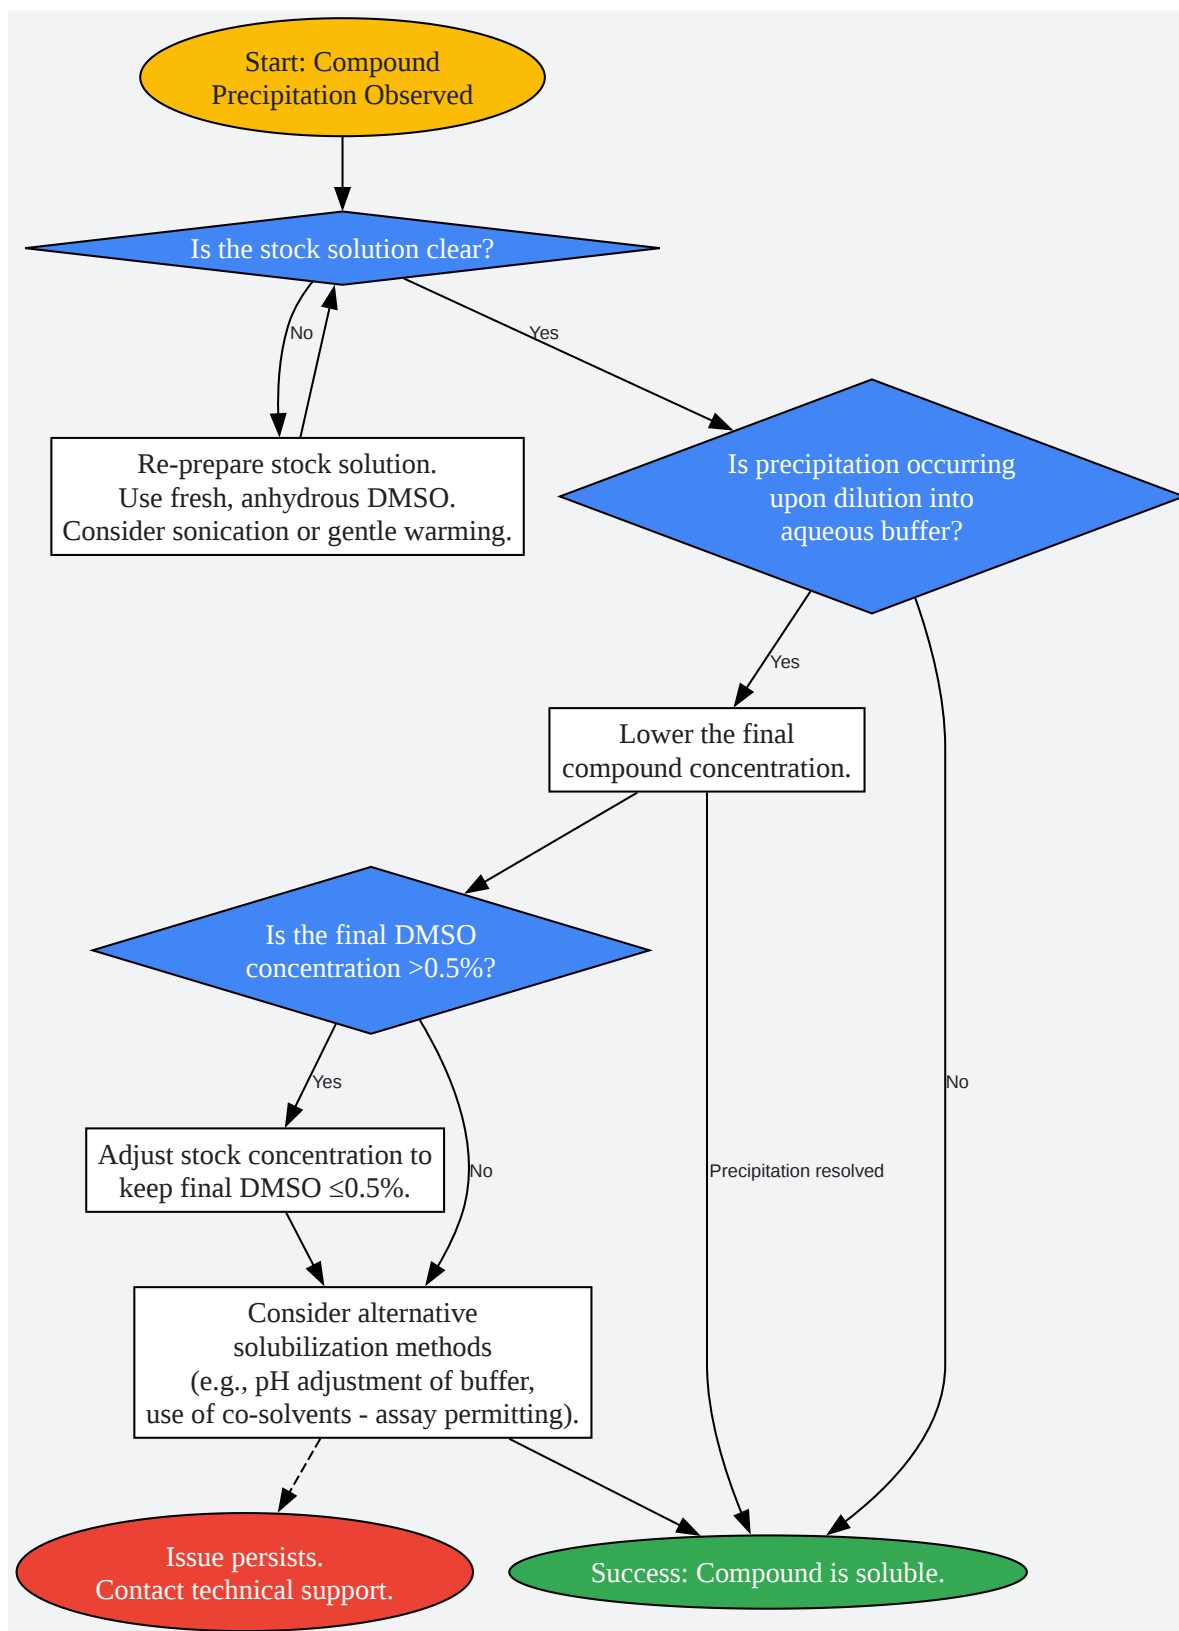 Start: Compound
Precipitation Observed
Is the stock solution clear?
No
Yes
Re-prepare stock solution.
Use fresh, anhydrous DMSO.
Consider sonication or gentle warming.
Is precipitation occurring
upon dilution into
aqueous buffer?
Yes
Lower the final
compound concentration.
Is the final DMSO
concentration >0.5%?
Yes
No
Adjust stock concentration to
keep final DMSO ≤0.5%.
No
Precipitation resolved
Consider alternative
solubilization methods
(e.g., pH adjustment of buffer,
use of co-solvents - assay permitting).
Issue persists.
Contact technical support.
Success: Compound is soluble.